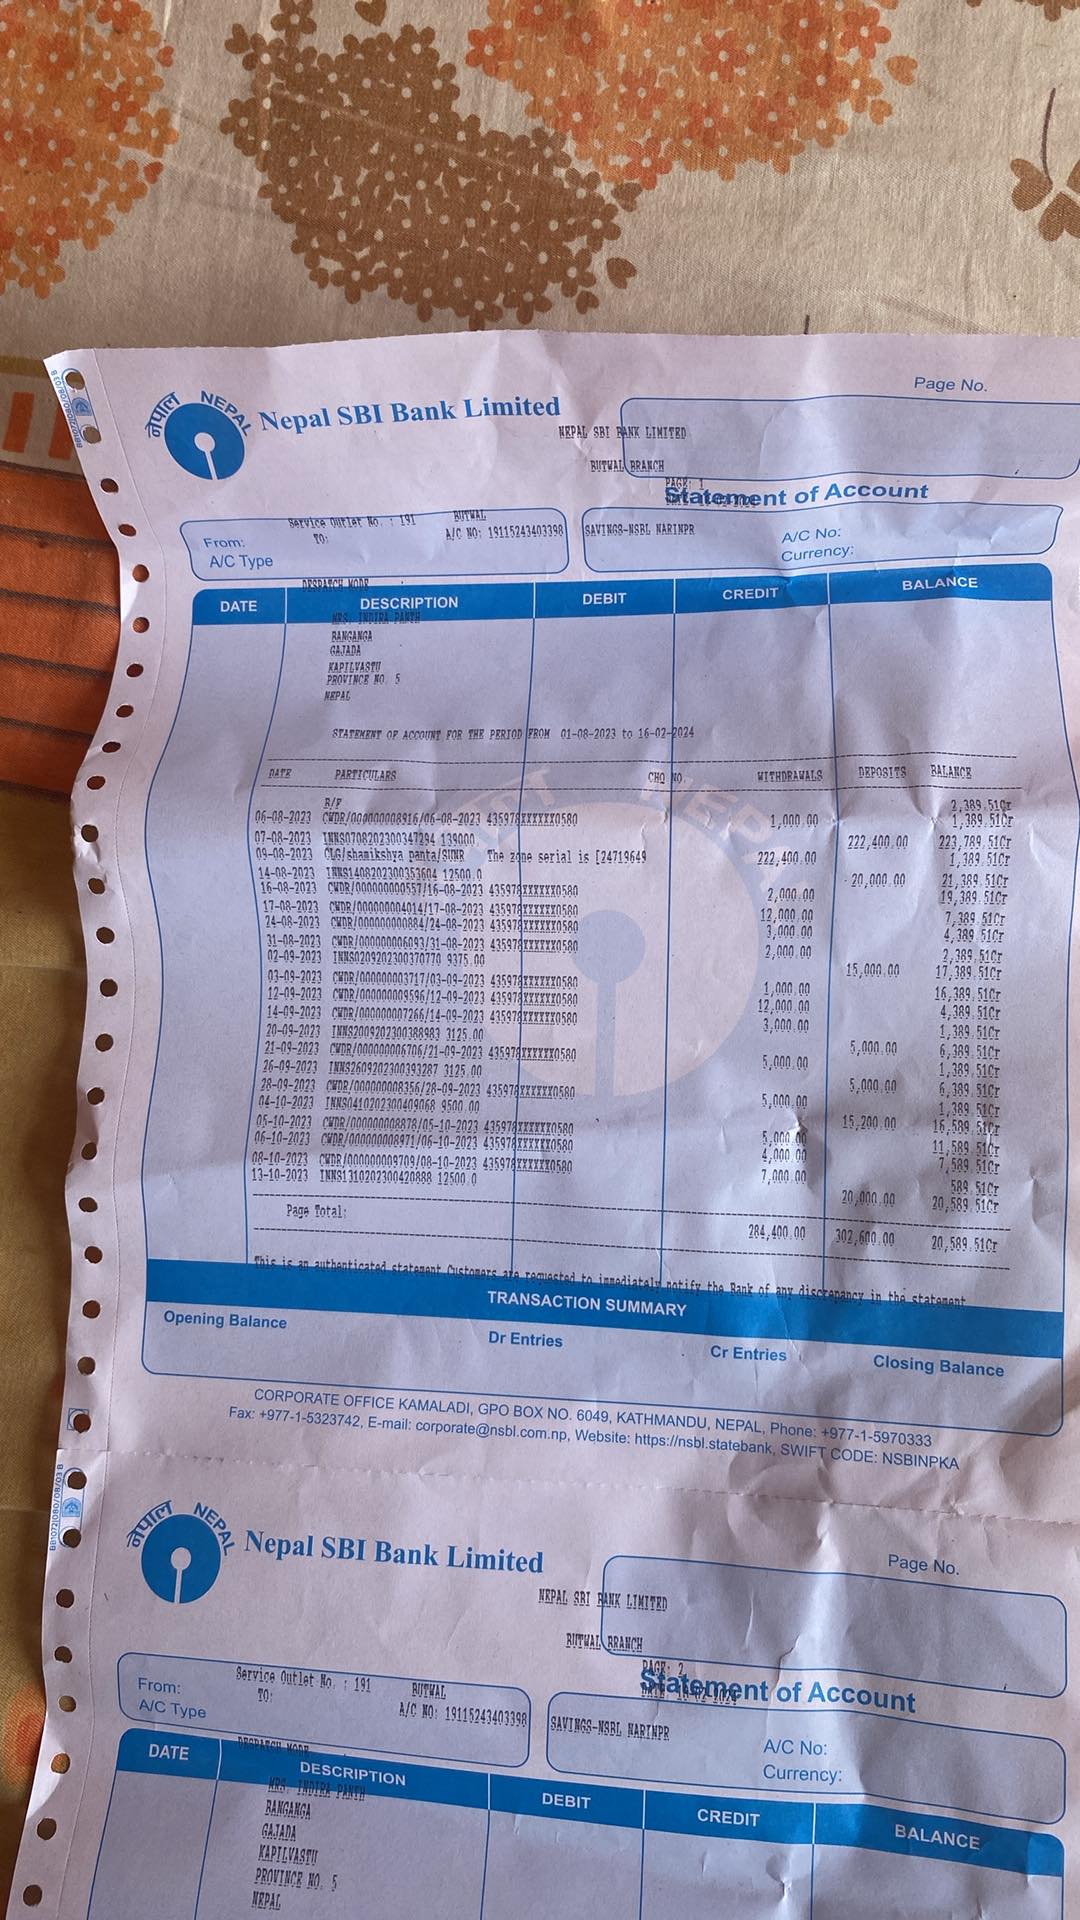 Page No.
नेपाल NEPAL
Nepal SBI Bank Limited
NEPAL SBI BANK LIMITED
BUTWAL BRANCH
PAGE: 1
Statement of Account
Service Outlet No. : 191 BUTWAL
From: TO: A/C NO: 19115243403398 SAVINGS-NSBL NARINPR A/C No:
A/C Type Currency:
DESPATCH MODE
DATE DESCRIPTION DEBIT CREDIT BALANCE
MRS. INDIRA PANTH
BANGANGA
GAJADA
KAPILVASTU
PROVINCE NO. 5
NEPAL
STATEMENT OF ACCOUNT FOR THE PERIOD FROM 01-08-2023 to 16-02-2024
DATE PARTICULARS CHQ NO. WITHDRAWALS DEPOSITS BALANCE
B/F 2,389.51Cr
06-08-2023 CWDR/000000008916/06-08-2023 435978XXXXXX0580 1,000.00 1,389.51Cr
07-08-2023 INNS0708202300347294 139000. 222,400.00 223,789.51Cr
09-08-2023 CLG/shamikshya panta/SUNR The zone serial is [24719649 222,400.00 1,389.51Cr
14-08-2023 INNS1408202300353604 12500.0 20,000.00 21,389.51Cr
16-08-2023 CWDR/000000000557/16-08-2023 435978XXXXXX0580 2,000.00 19,389.51Cr
17-08-2023 CWDR/000000004014/17-08-2023 435978XXXXXX0580 12,000.00 7,389.51Cr
24-08-2023 CWDR/000000000884/24-08-2023 435978XXXXXX0580 3,000.00 4,389.51Cr
31-08-2023 CWDR/000000006093/31-08-2023 435978XXXXXX0580 2,000.00 2,389.51Cr
02-09-2023 INNS0209202300370770 9375.00 15,000.00 17,389.51Cr
03-09-2023 CWDR/000000003717/03-09-2023 435978XXXXXX0580 1,000.00 16,389.51Cr
12-09-2023 CWDR/000000009596/12-09-2023 435978XXXXXX0580 12,000.00 4,389.51Cr
14-09-2023 CWDR/000000007266/14-09-2023 435978XXXXXX0580 3,000.00 1,389.51Cr
20-09-2023 INNS2009202300388983 3125.00 5,000.00 6,389.51Cr
21-09-2023 CWDR/000000006706/21-09-2023 435978XXXXXX0580 5,000.00 1,389.51Cr
26-09-2023 INNS2609202300393287 3125.00 5,000.00 6,389.51Cr
28-09-2023 CWDR/000000008356/28-09-2023 435978XXXXXX0580 5,000.00 1,389.51Cr
04-10-2023 INNS0410202300409068 9500.00 15,200.00 16,589.51Cr
05-10-2023 CWDR/000000008878/05-10-2023 435978XXXXXX0580 5,000.00 11,589.51Cr
06-10-2023 CWDR/000000008971/06-10-2023 435978XXXXXX0580 4,000.00 7,589.51Cr
08-10-2023 CWDR/000000009709/08-10-2023 435978XXXXXX0580 7,000.00 589.51Cr
13-10-2023 INNS1310202300420888 12500.0 20,000.00 20,589.51Cr
Page Total: 284,400.00 302,600.00 20,589.51Cr
This is an authenticated statement Customers are requested to immediately notify the Bank of any discrepancy in the statement
TRANSACTION SUMMARY
Opening Balance Dr Entries Cr Entries Closing Balance
CORPORATE OFFICE KAMALADI, GPO BOX NO. 6049, KATHMANDU, NEPAL, Phone: +977-1-5970333
Fax: +977-1-5323742, E-mail: corporate@nsbl.com.np, Website: https://nsbl.statebank, SWIFT CODE: NSBINPKA
BB1072/080/08/03 B
नेपाल NEPAL
Nepal SBI Bank Limited
Page No.
NEPAL SBI BANK LIMITED
BUTWAL BRANCH
PAGE: 2
Statement of Account
Service Outlet No. : 191 BUTWAL
From: TO: A/C NO: 19115243403398 SAVINGS-NSBL NARINPR A/C No:
A/C Type Currency:
DESPATCH MODE
DATE DESCRIPTION DEBIT CREDIT BALANCE
MRS. INDIRA PANTH
BANGANGA
GAJADA
KAPILVASTU
PROVINCE NO. 5
NEPAL